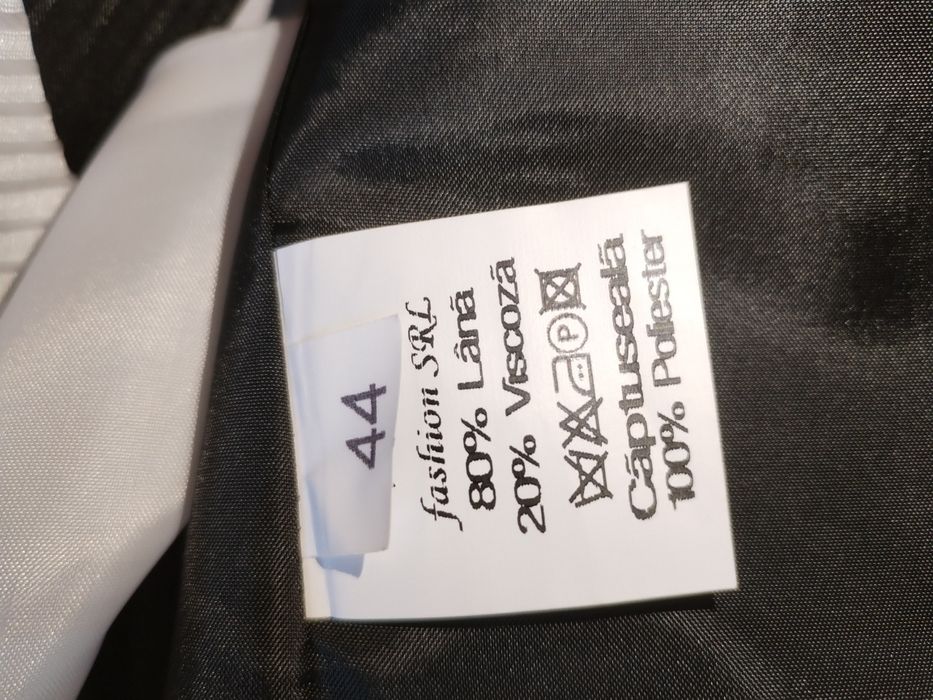 44
fashion SRL
80% Lână
20% Viscoză
P
Căptuseală
100% Poliester